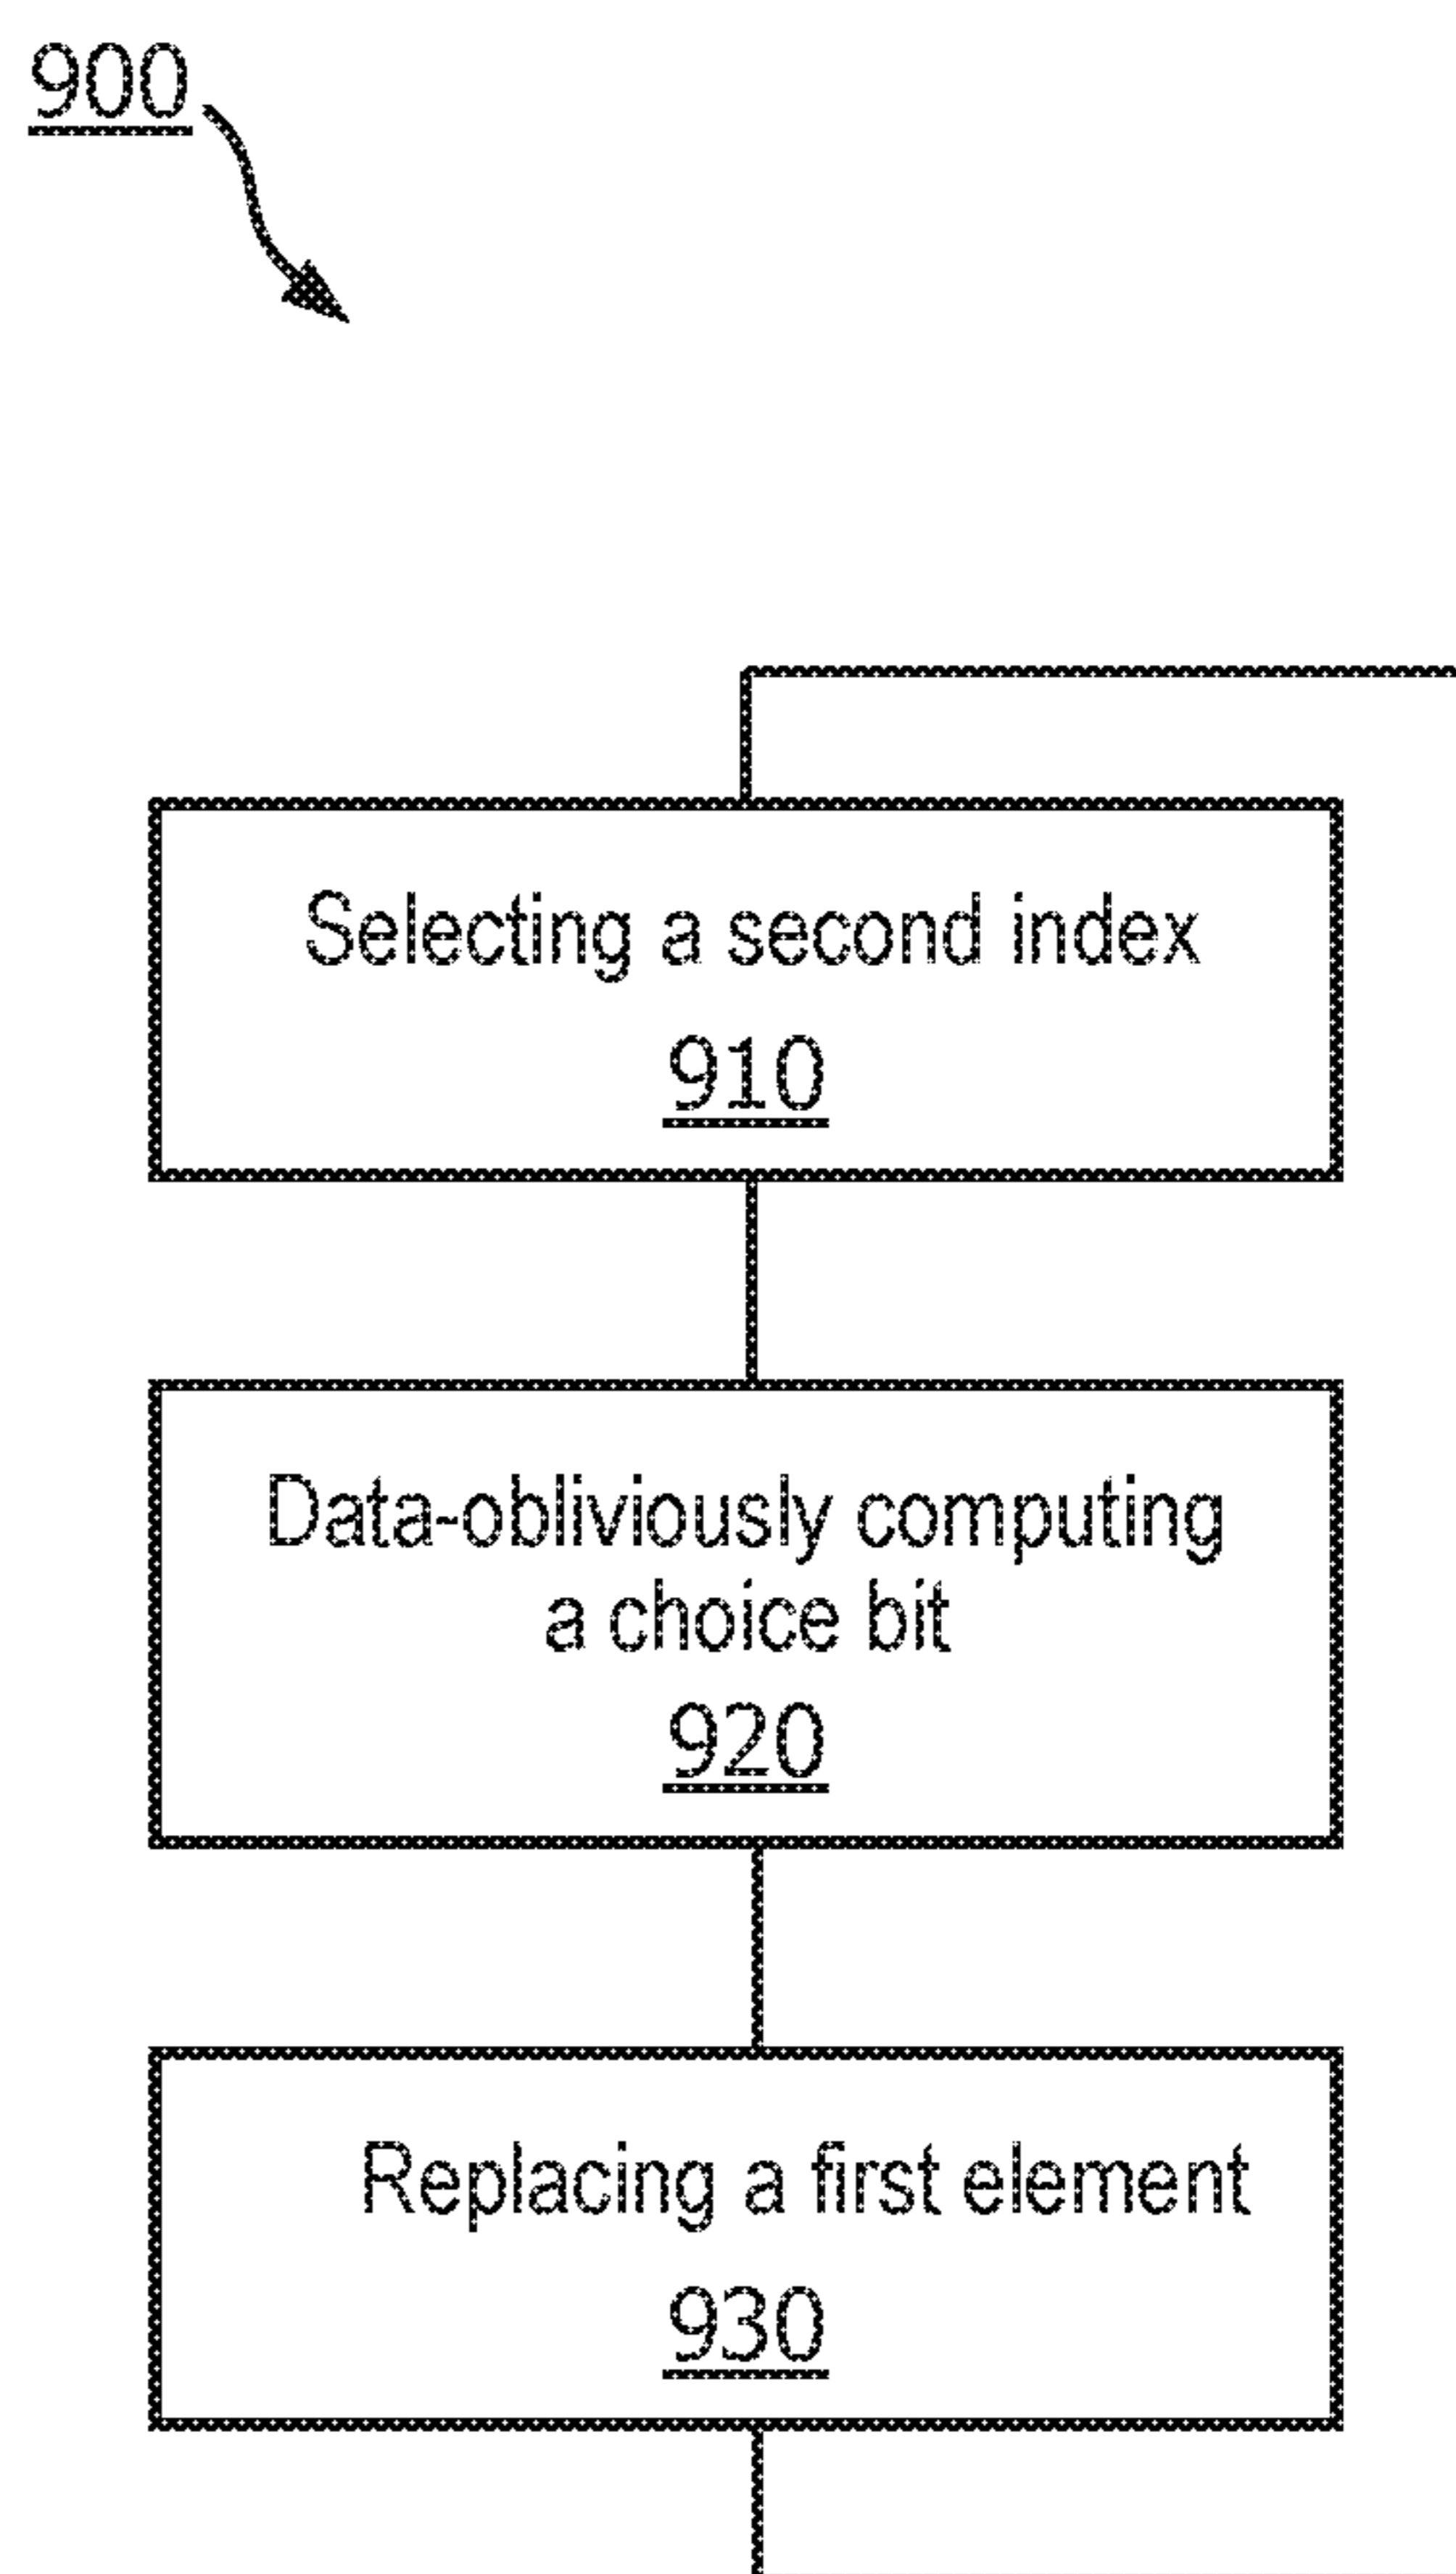 900
Selecting a second index
910
Data-obliviously computing
a choice bit
920
Replacing a first element
930